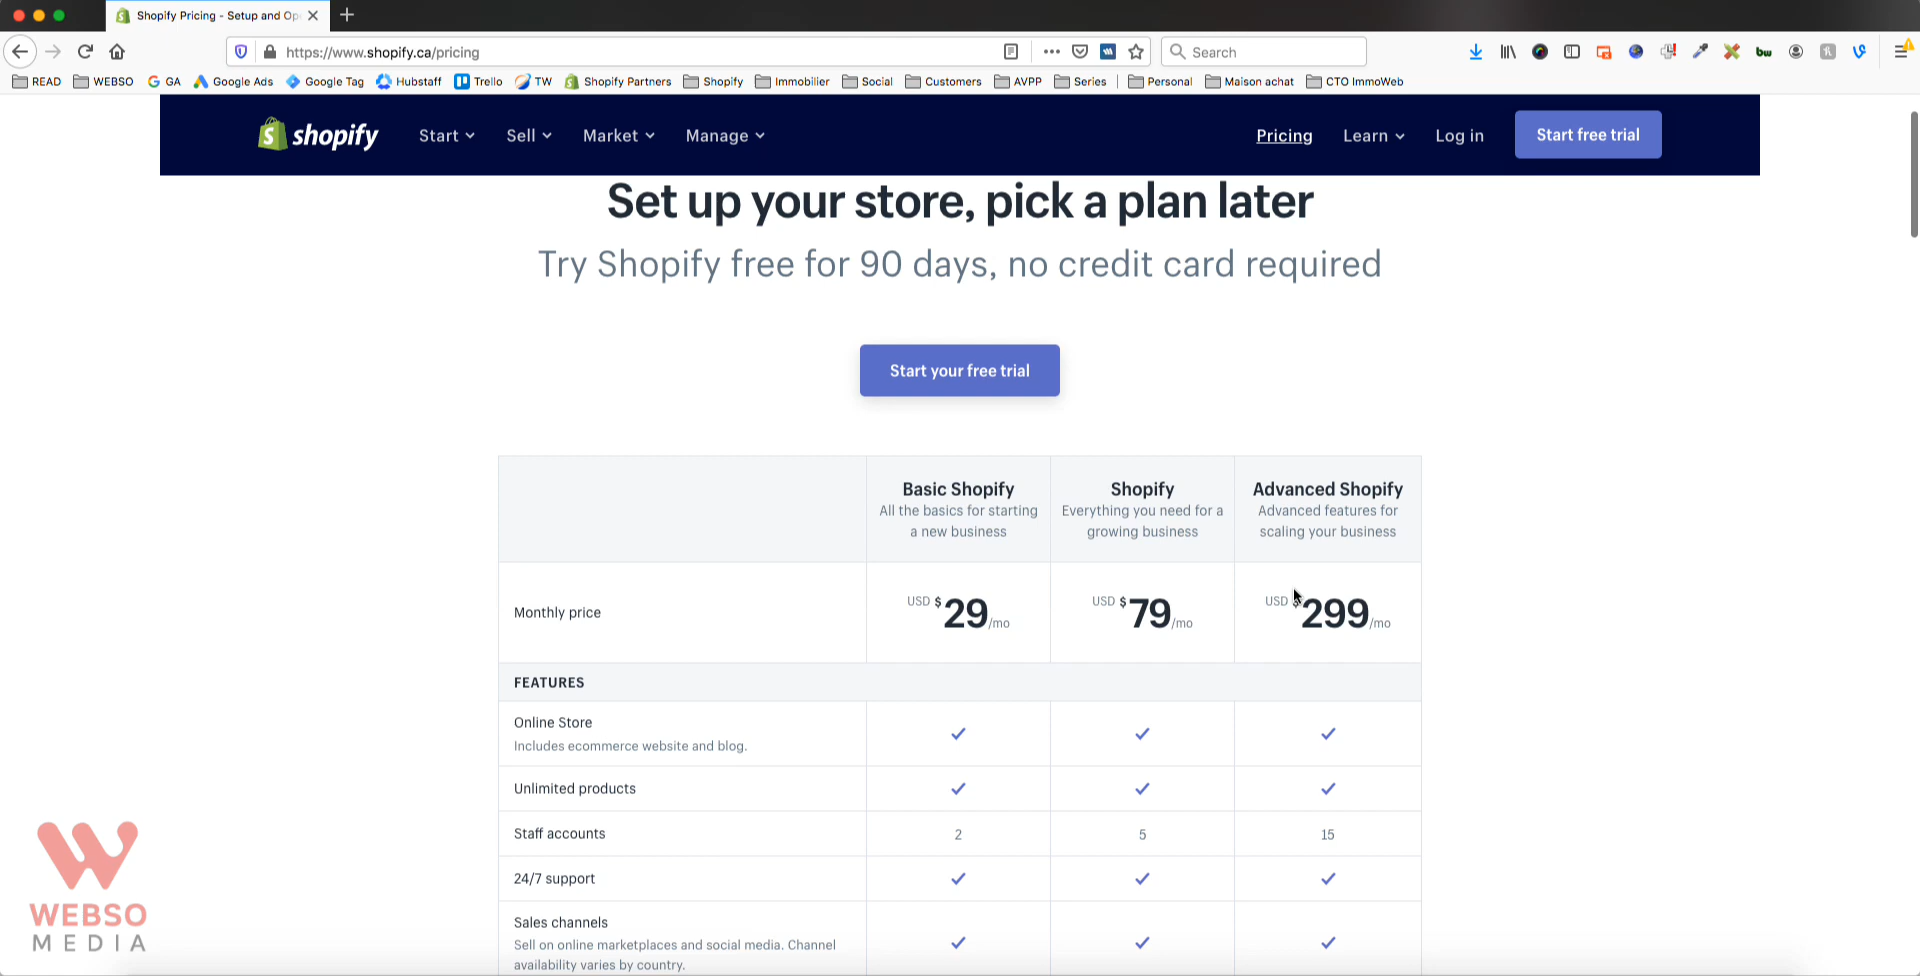 Shopify Pricing - Setup and Op
https://www.shopify.ca/pricing
Search
READ WEBSO GA Google Ads Google Tag Hubstaff Trello TW Shopify Partners Shopify Immobilier Social Customers AVPP Series Personal Maison achat CTO ImmoWeb
shopify Start Sell Market Manage Pricing Learn Log in Start free trial
Set up your store, pick a plan later
Try Shopify free for 90 days, no credit card required
Start your free trial
Basic Shopify Shopify Advanced Shopify
All the basics for starting Everything you need for a Advanced features for
a new business growing business scaling your business
Monthly price USD $29/mo USD $79/mo USD $299/mo
FEATURES
Online Store
Includes ecommerce website and blog.
Unlimited products
Staff accounts 2 5 15
24/7 support
Sales channels
Sell on online marketplaces and social media. Channel
availability varies by country.
WEBSO
MEDIA